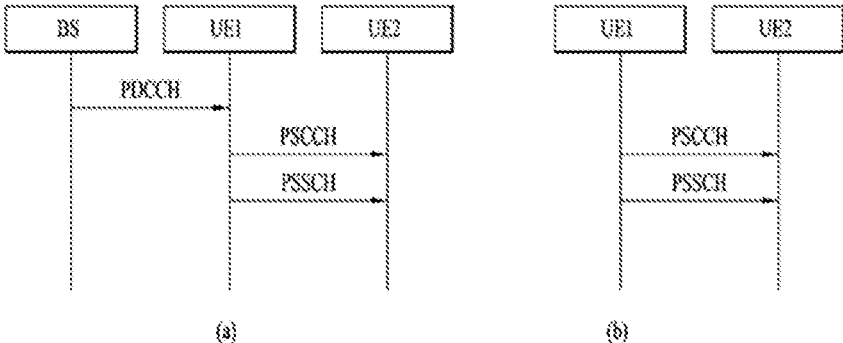 BS UE1 UE2 UE1 UE2
PDCCH
PSCCH PSCCH
PSSCH PSSCH
(a) (b)